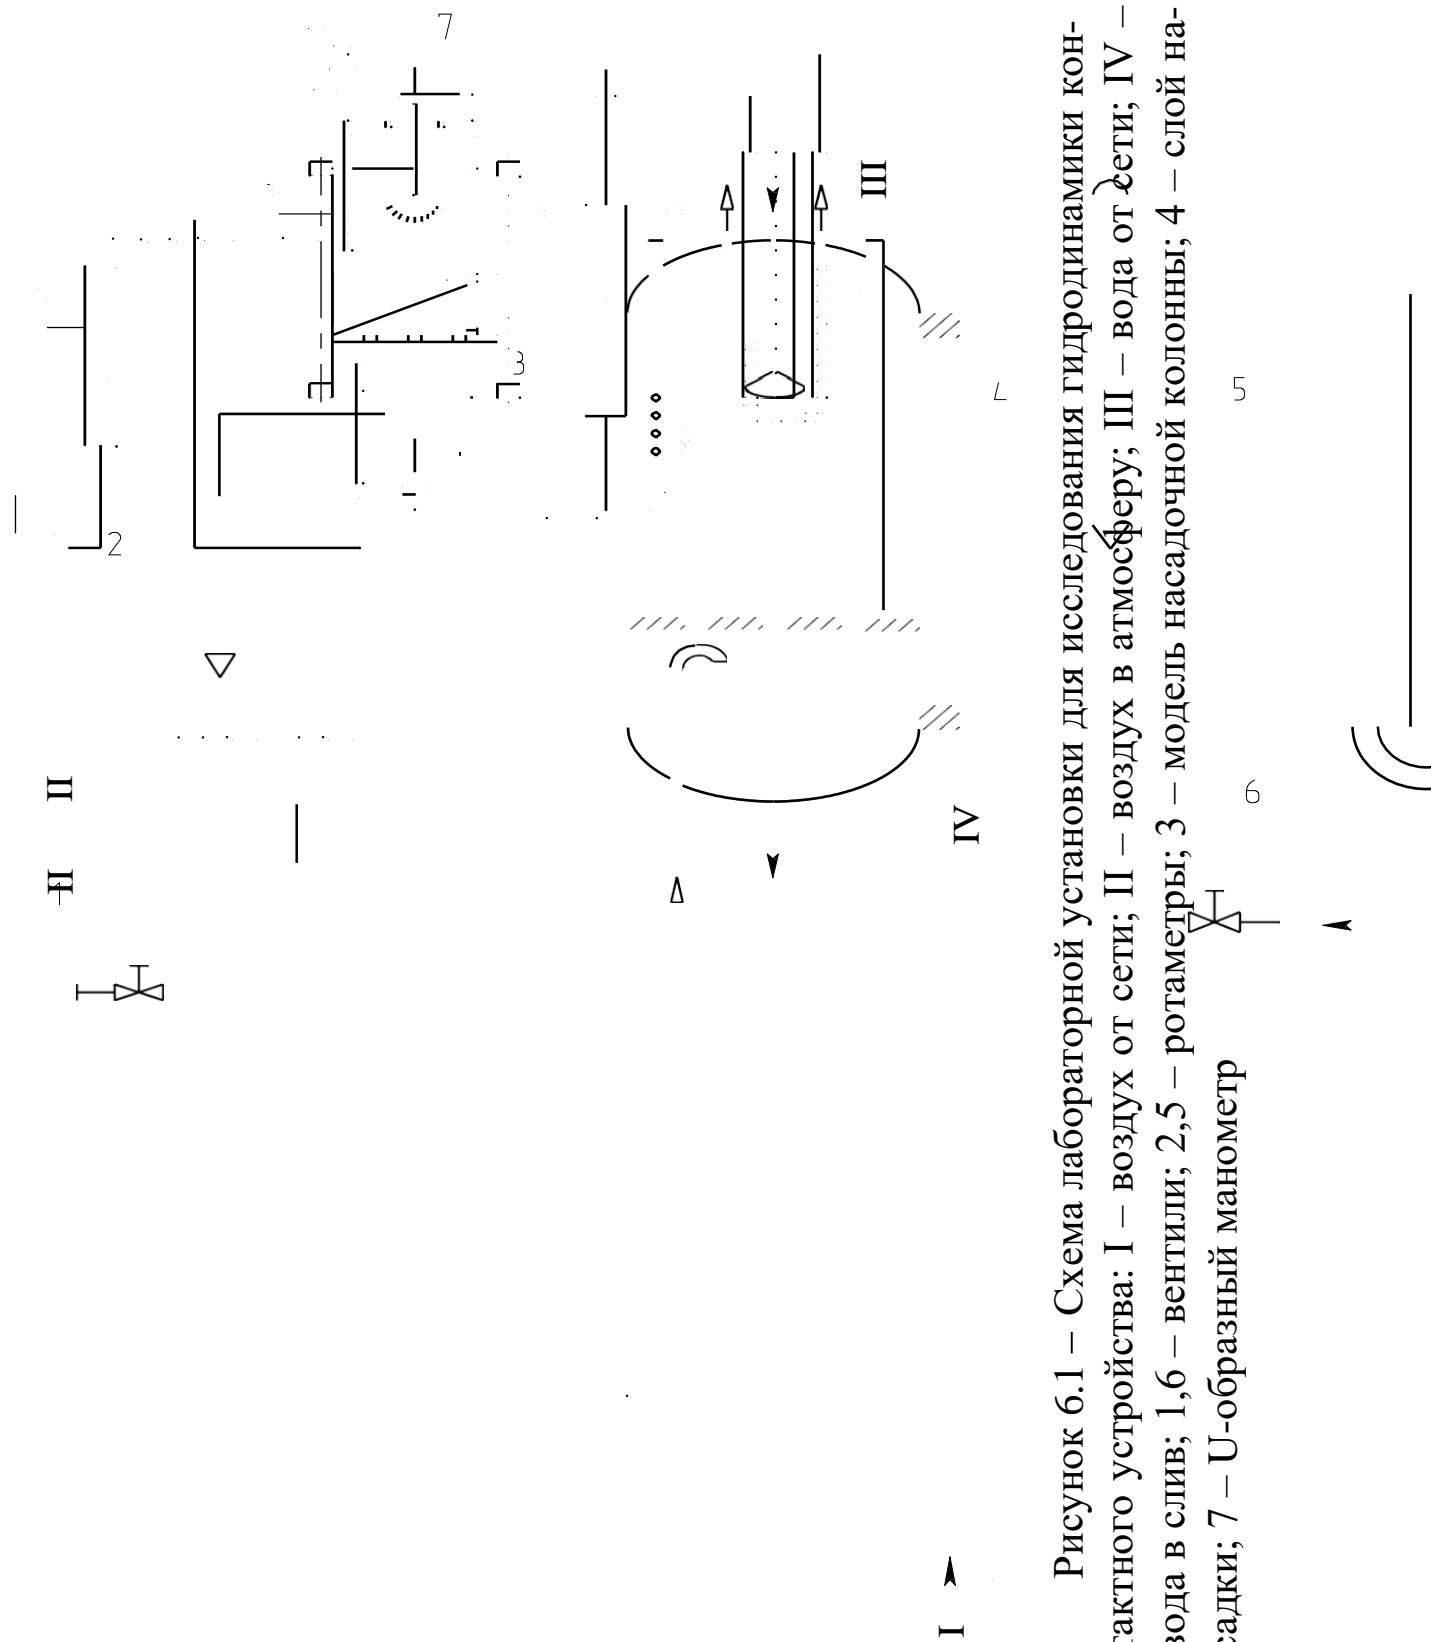 7
III
3
4
5
2
II
IV
6
II
I
Рисунок 6.1 – Схема лабораторной установки для исследования гидродинамики кон-
тактного устройства: I – воздух от сети; II – воздух в атмосферу; III – вода от сети; IV –
вода в слив; 1,6 – вентили; 2,5 – ротаметры; 3 – модель насадочной колонны; 4 – слой на-
садки; 7 – U-образный манометр